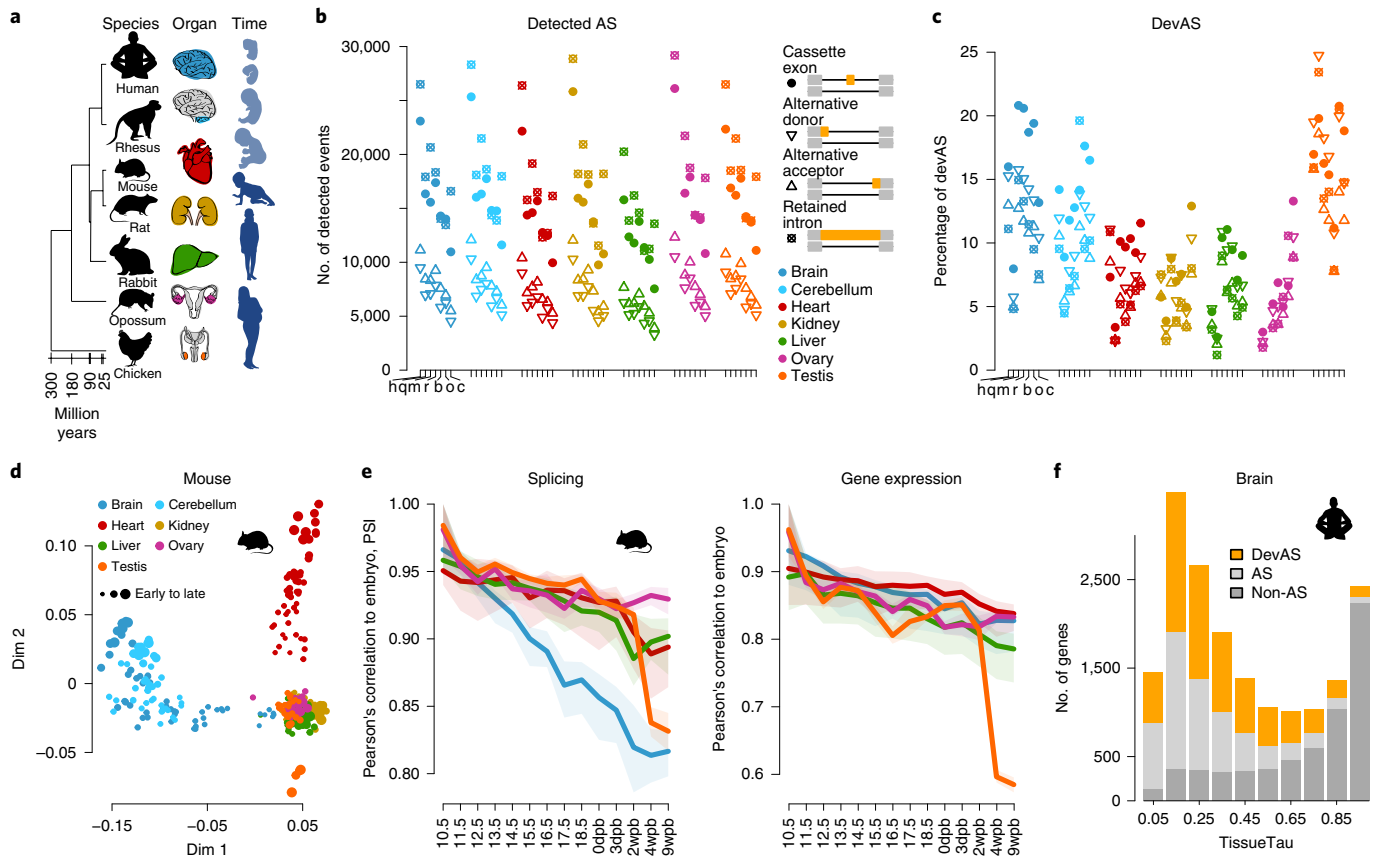 a
Species Organ Time
Human
Rhesus
Mouse
Rat
Rabbit
Opossum
Chicken
300
180
90
25
Million
years
b
Detected AS
No. of detected events
30,000
20,000
10,000
5,000
0
hqm r b o c
Cassette
exon
Alternative
donor
Alternative
acceptor
Retained
intron
Brain
Cerebellum
Heart
Kidney
Liver
Ovary
Testis
c
DevAS
Percentage of devAS
25
20
15
10
5
0
hqm r b o c
d
Mouse
Brain Cerebellum
Heart Kidney
Liver Ovary
Testis
Early to late
Dim 2
0.10
0.05
0
−0.05
−0.15 −0.05 0.05
Dim 1
e
Splicing
Pearson's correlation to embryo, PSI
1.00
0.95
0.90
0.85
0.80
10.5
11.5
12.5
13.5
14.5
15.5
16.5
17.5
18.5
0dpb
3dpb
2wpb
4wpb
9wpb
Gene expression
Pearson's correlation to embryo
1.00
0.9
0.8
0.7
0.6
10.5
11.5
12.5
13.5
14.5
15.5
16.5
17.5
18.5
0dpb
3dpb
2wpb
4wpb
9wpb
f
Brain
DevAS
AS
Non-AS
No. of genes
2,500
1,500
500
0
0.05 0.25 0.45 0.65 0.85
TissueTau